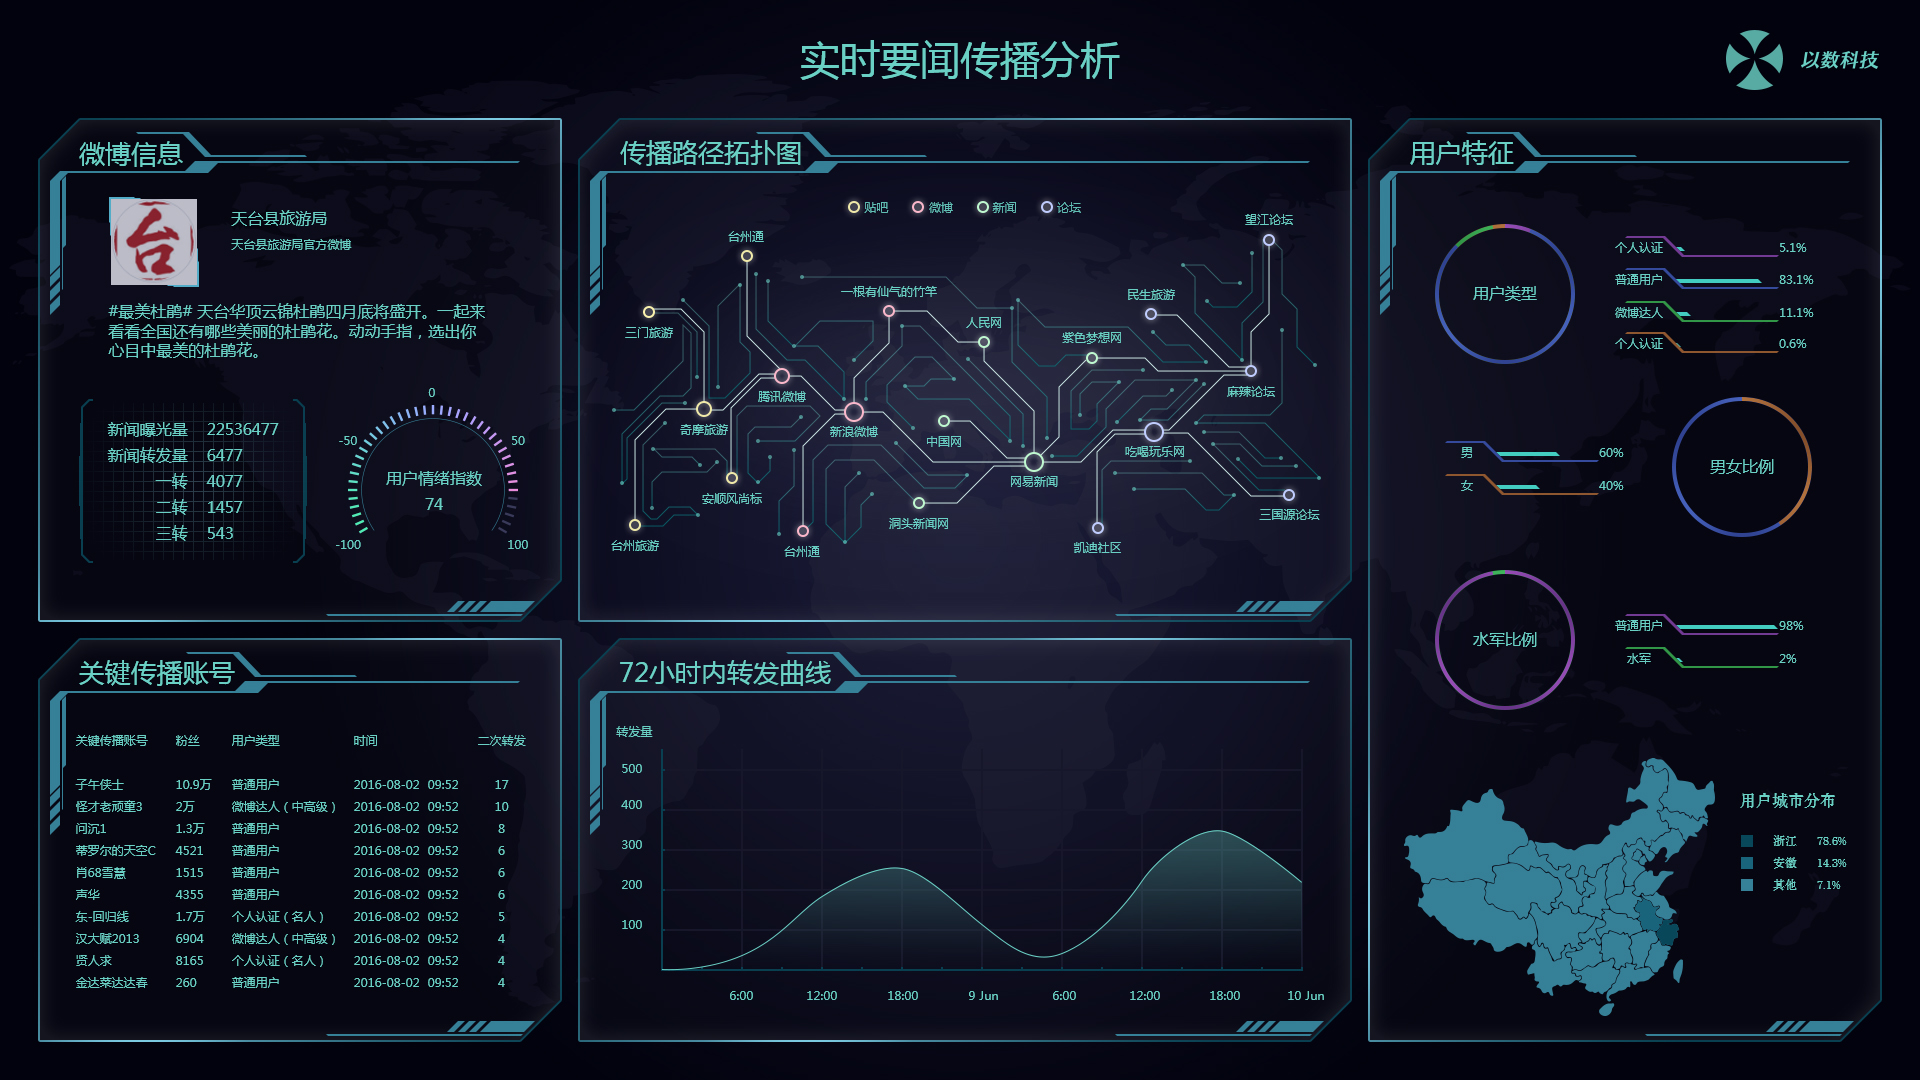 实时要闻传播分析
以数科技
微博信息
台
天台县旅游局
天台县旅游局官方微博
#最美杜鹃# 天台华顶云锦杜鹃四月底将盛开。一起来
看看全国还有哪些美丽的杜鹃花。动动手指，选出你
心目中最美的杜鹃花。
新闻曝光量 22536477
新闻转发量 6477
一转 4077
二转 1457
三转 543
0
-50
50
用户情绪指数
74
-100
100
传播路径拓扑图
贴吧 微博 新闻 论坛
望江论坛
台州通
一根有仙气的竹竿
民生旅游
三门旅游
人民网
紫色梦想网
腾讯微博
麻辣论坛
奇摩旅游
新浪微博
中国网
吃喝玩乐网
网易新闻
安顺风尚标
洞头新闻网
三国源论坛
台州旅游
台州通
凯迪社区
用户特征
用户类型
个人认证 5.1%
普通用户 83.1%
微博达人 11.1%
个人认证 0.6%
男 60%
女 40%
男女比例
水军比例
普通用户 98%
水军 2%
用户城市分布
浙江 78.6%
安徽 14.3%
其他 7.1%
关键传播账号
关键传播账号 粉丝 用户类型 时间 二次转发
子午侠士 10.9万 普通用户 2016-08-02 09:52 17
怪才老顽童3 2万 微博达人（中高级） 2016-08-02 09:52 10
问沉1 1.3万 普通用户 2016-08-02 09:52 8
蒂罗尔的天空C 4521 普通用户 2016-08-02 09:52 6
肖68雪慧 1515 普通用户 2016-08-02 09:52 6
声华 4355 普通用户 2016-08-02 09:52 6
东-回归线 1.7万 个人认证（名人） 2016-08-02 09:52 5
汉大赋2013 6904 微博达人（中高级） 2016-08-02 09:52 4
贤人求 8165 个人认证（名人） 2016-08-02 09:52 4
金达莱达达春 260 普通用户 2016-08-02 09:52 4
72小时内转发曲线
转发量
500
400
300
200
100
6:00 12:00 18:00 9 Jun 6:00 12:00 18:00 10 Jun